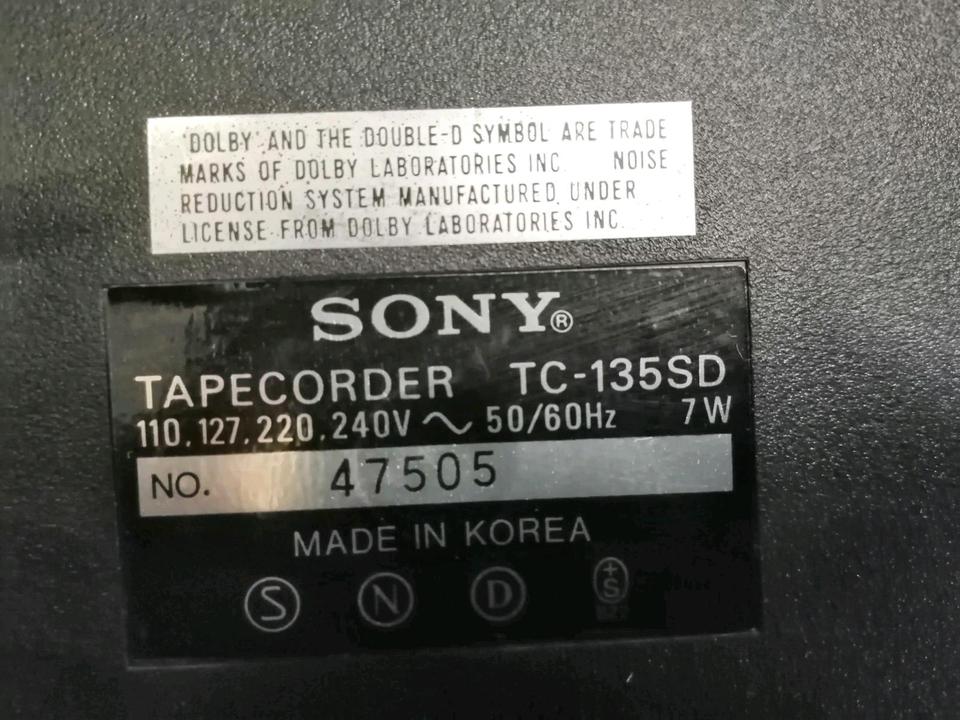 'DOLBY' AND THE DOUBLE-D SYMBOL ARE TRADE
MARKS OF DOLBY LABORATORIES INC NOISE
REDUCTION SYSTEM MANUFACTURED UNDER
LICENSE FROM DOLBY LABORATORIES INC.
SONY®
TAPECORDER TC-135SD
110, 127, 220, 240V ~ 50/60Hz 7W
NO. 47505
MADE IN KOREA
S N D +S